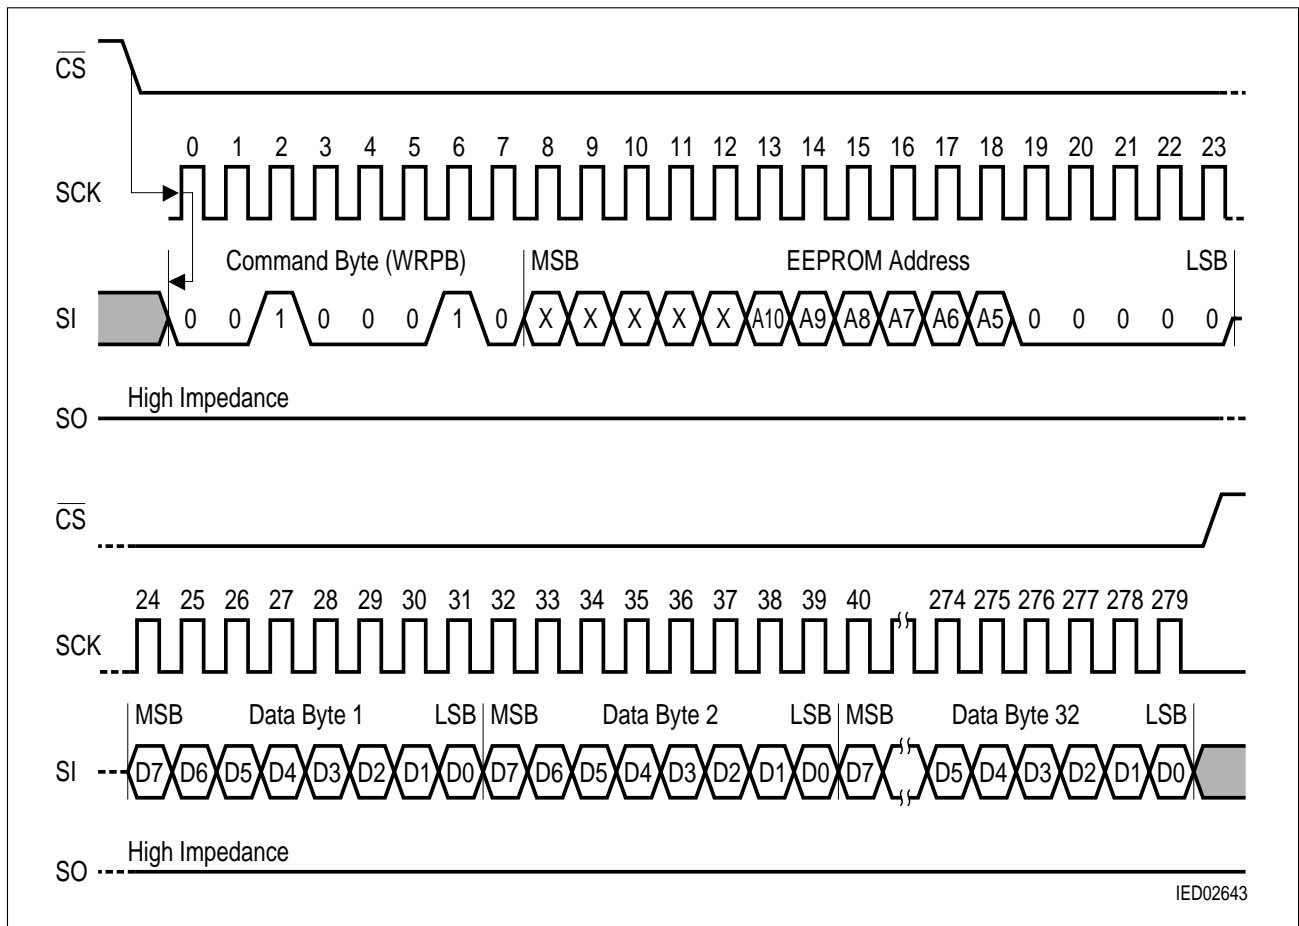 CS
0 1 2 3 4 5 6 7 8 9 10 11 12 13 14 15 16 17 18 19 20 21 22 23
SCK
Command Byte (WRPB) MSB EEPROM Address LSB
SI 0 0 1 0 0 0 1 0 X X X X X A10 A9 A8 A7 A6 A5 0 0 0 0 0
High Impedance
SO
CS
24 25 26 27 28 29 30 31 32 33 34 35 36 37 38 39 40 274 275 276 277 278 279
SCK
MSB Data Byte 1 LSB MSB Data Byte 2 LSB MSB Data Byte 32 LSB
SI D7 D6 D5 D4 D3 D2 D1 D0 D7 D6 D5 D4 D3 D2 D1 D0 D7 D5 D4 D3 D2 D1 D0
High Impedance
SO
IED02643